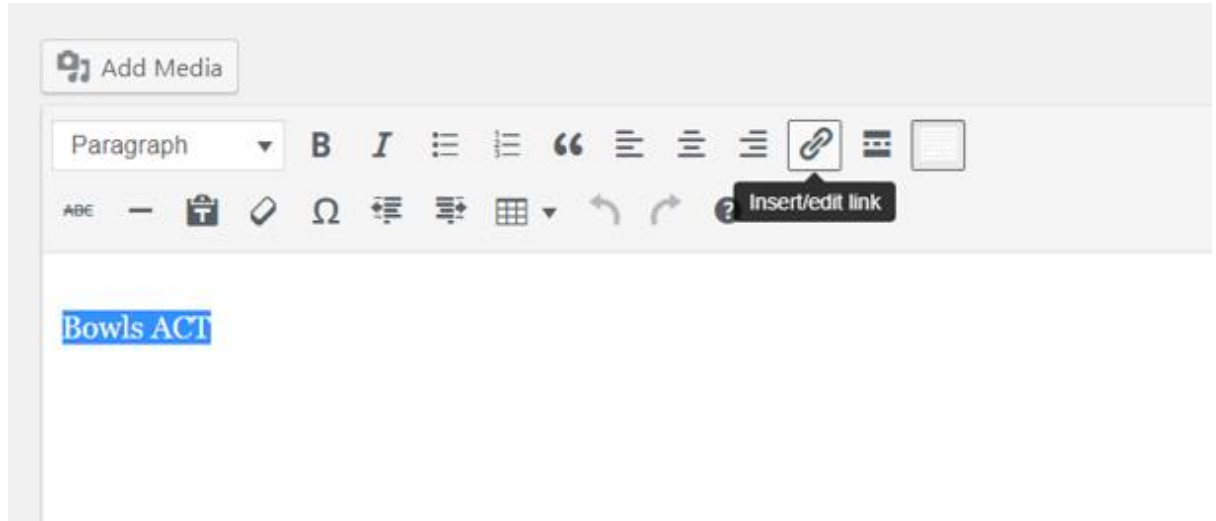 Add Media
Paragraph B I
ABC Ω Insert/edit link
Bowls ACT